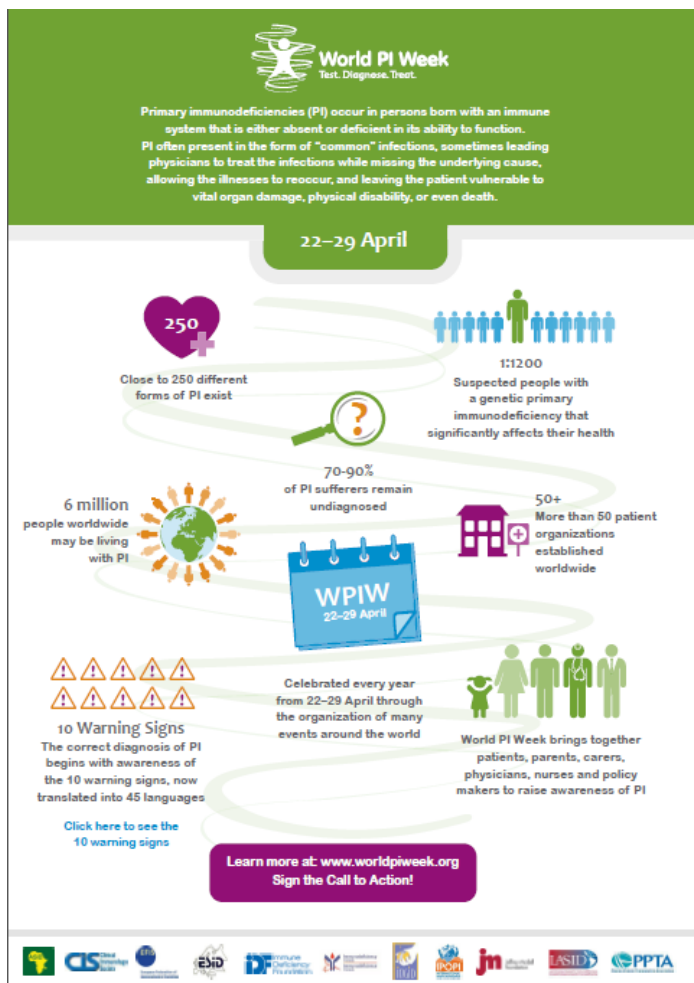 World PI Week
Test. Diagnose. Treat.
Primary immunodeficiencies (PI) occur in persons born with an immune
system that is either absent or deficient in its ability to function.
PI often present in the form of “common” infections, sometimes leading
physicians to treat the infections while missing the underlying cause,
allowing the illnesses to reoccur, and leaving the patient vulnerable to
vital organ damage, physical disability, or even death.
22–29 April
250
Close to 250 different
forms of PI exist
1:1200
Suspected people with
a genetic primary
immunodeficiency that
significantly affects their health
?
70-90%
of PI sufferers remain
undiagnosed
6 million
people worldwide
may be living
with PI
50+
More than 50 patient
organizations
established
worldwide
WPIW
22–29 April
Celebrated every year
from 22–29 April through
the organization of many
events around the world
10 Warning Signs
The correct diagnosis of PI
begins with awareness of
the 10 warning signs, now
translated into 45 languages
Click here to see the
10 warning signs
World PI Week brings together
patients, parents, carers,
physicians, nurses and policy
makers to raise awareness of PI
Learn more at: www.worldpiweek.org
Sign the Call to Action!
CIS Clinical
Immunology
Society
EFIS
ESID
IDF Immune
Deficiency
Foundation
IPOPI
jm
LASID
PPTA